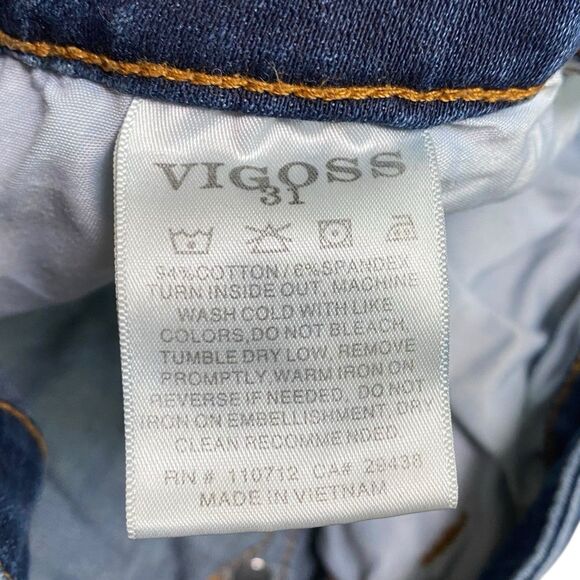 VIGOSS
31
94%COTTON/6%SPANDEX
TURN INSIDE OUT, MACHINE
WASH COLD WITH LIKE
COLORS,DO NOT BLEACH,
TUMBLE DRY LOW, REMOVE
PROMPTLY, WARM IRON ON
REVERSE IF NEEDED, DO NOT
IRON ON EMBELLISHMENT, DRY
CLEAN RECOMMENDED.
RN # 110712 CA# 29438
MADE IN VIETNAM